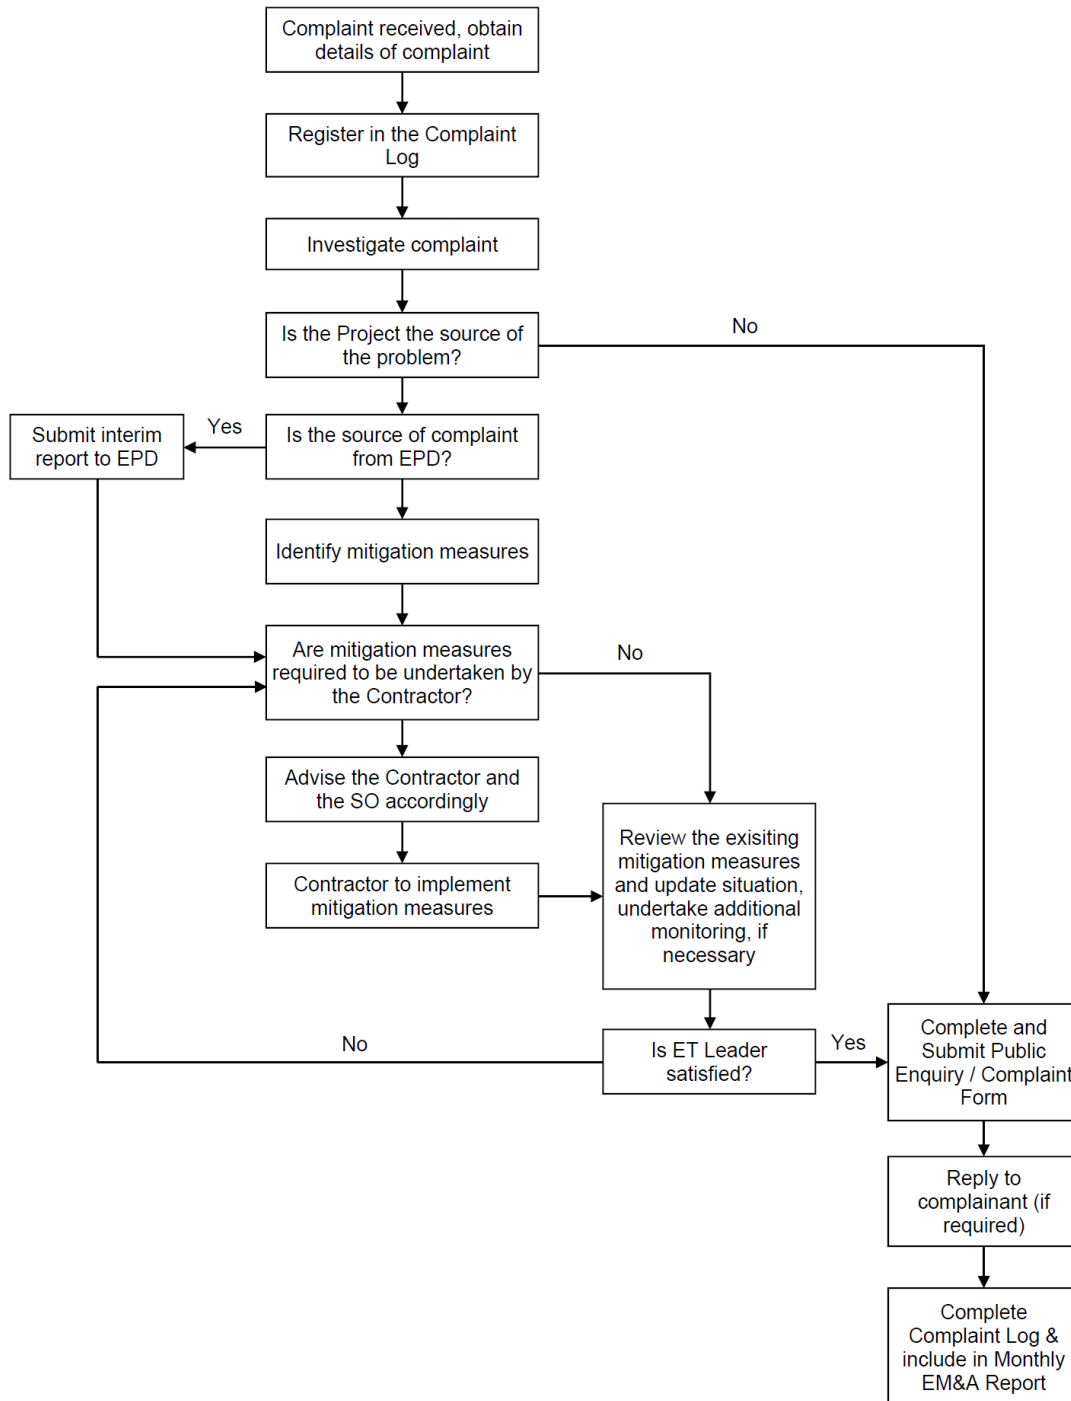 Complaint received, obtain
details of complaint
Register in the Complaint
Log
Investigate complaint
Is the Project the source of
the problem?
No
Submit interim
report to EPD
Yes
Is the source of complaint
from EPD?
Identify mitigation measures
Are mitigation measures
required to be undertaken by
the Contractor?
No
Advise the Contractor and
the SO accordingly
Contractor to implement
mitigation measures
Review the exisiting
mitigation measures
and update situation,
undertake additional
monitoring, if
necessary
No
Is ET Leader
satisfied?
Yes
Complete and
Submit Public
Enquiry / Complaint
Form
Reply to
complainant (if
required)
Complete
Complaint Log &
include in Monthly
EM&A Report